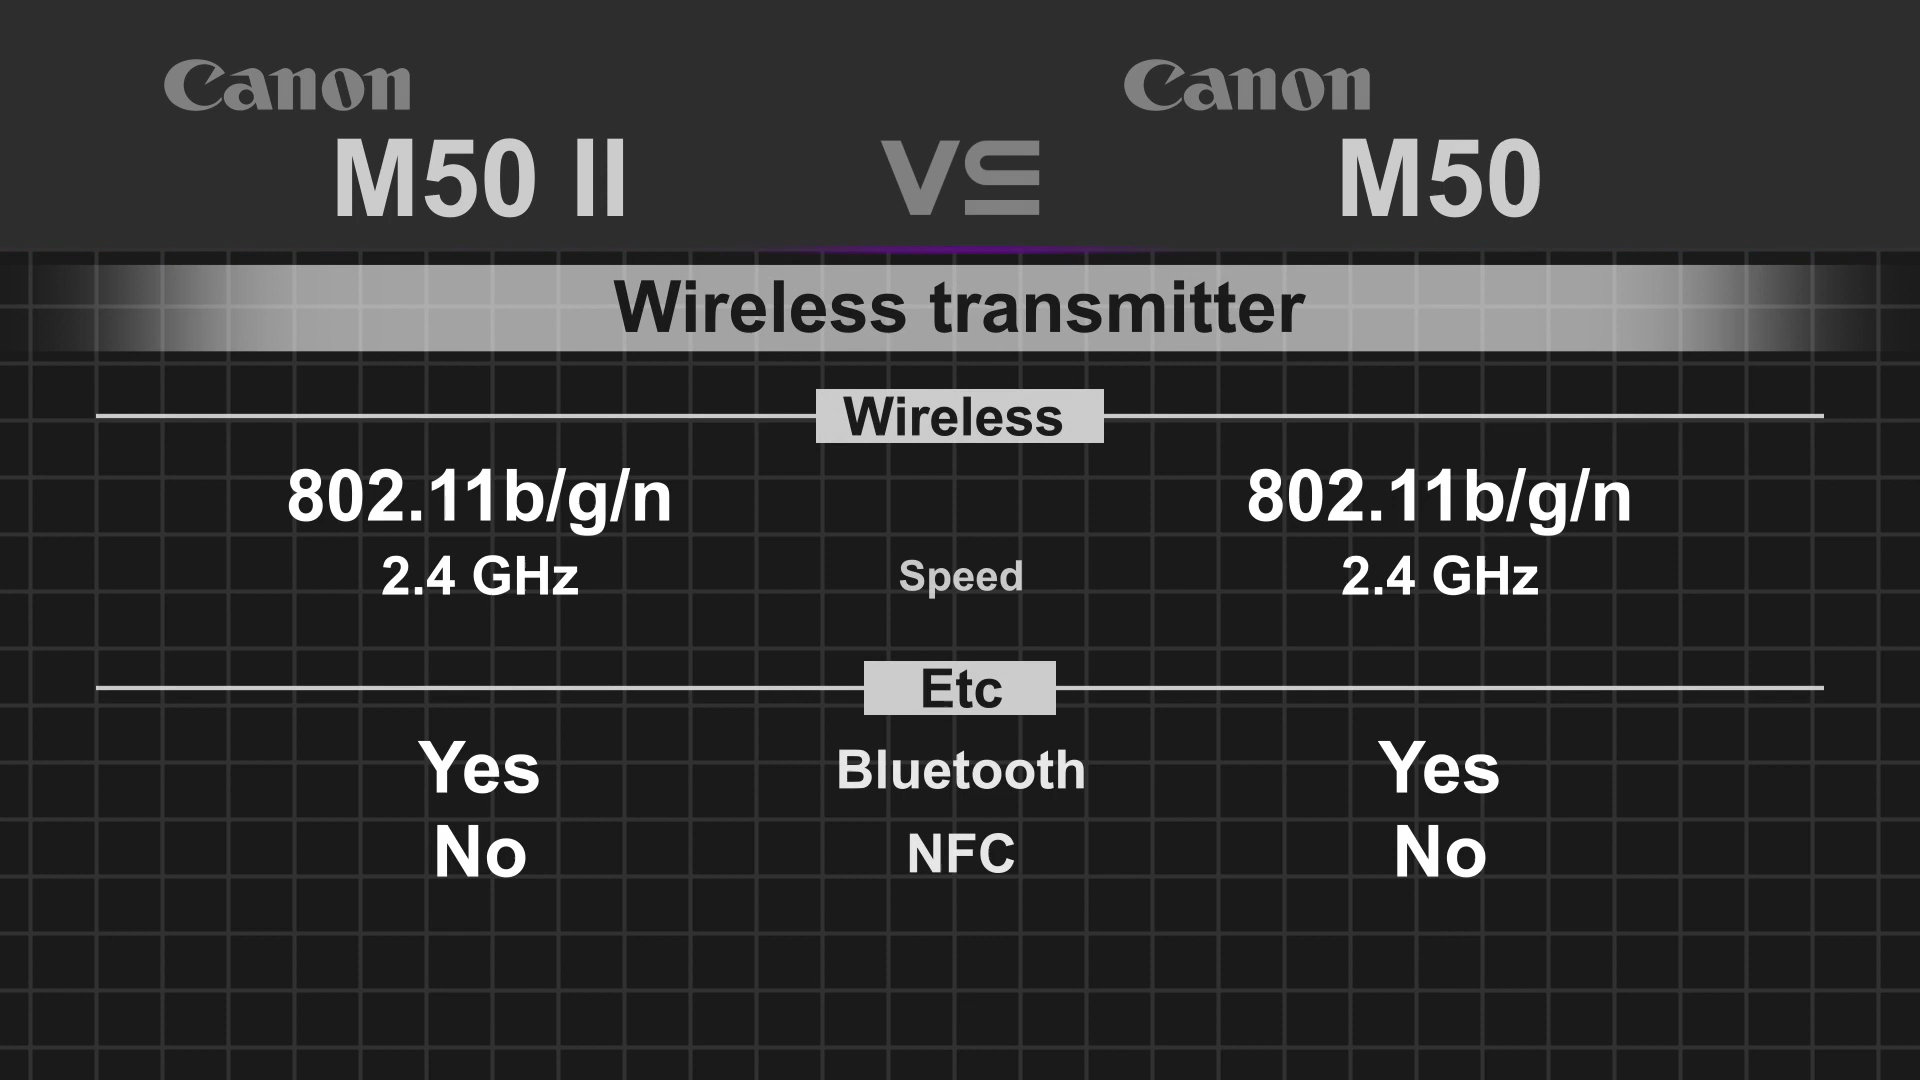 Canon
Canon
M50 II
VS
M50
Wireless transmitter
Wireless
802.11b/g/n
802.11b/g/n
2.4 GHz
Speed
2.4 GHz
Etc
Yes
Bluetooth
Yes
No
NFC
No